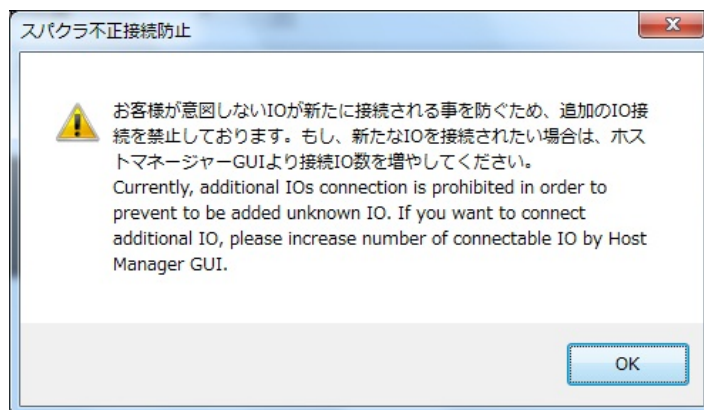 スパクラ不正接続防止
お客様が意図しないIOが新たに接続される事を防ぐため、追加のIO接
続を禁止しております。もし、新たなIOを接続されたい場合は、ホス
トマネージャーGUIより接続IO数を増やしてください。
Currently, additional IOs connection is prohibited in order to
prevent to be added unknown IO. If you want to connect
additional IO, please increase number of connectable IO by Host
Manager GUI.
OK